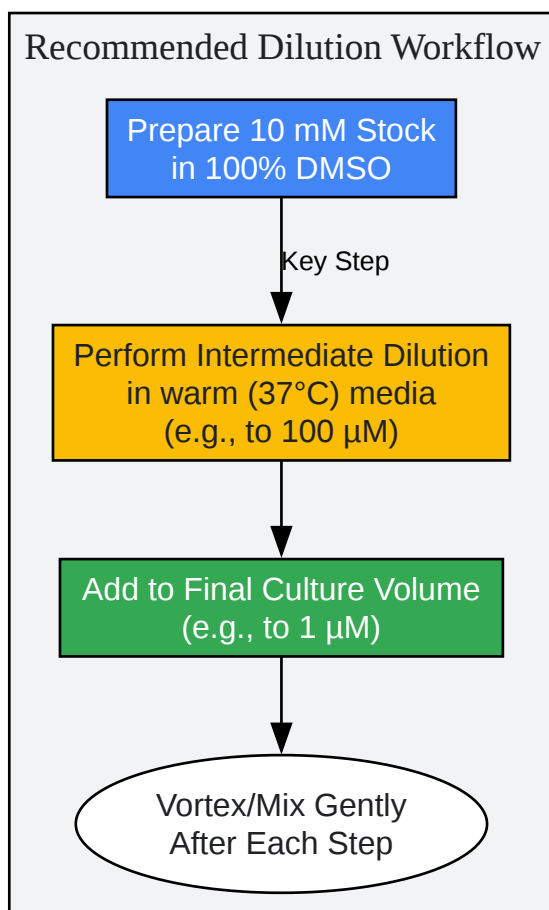 Recommended Dilution Workflow
Prepare 10 mM Stock
in 100% DMSO
Key Step
Perform Intermediate Dilution
in warm (37°C) media
(e.g., to 100 µM)
Add to Final Culture Volume
(e.g., to 1 µM)
Vortex/Mix Gently
After Each Step